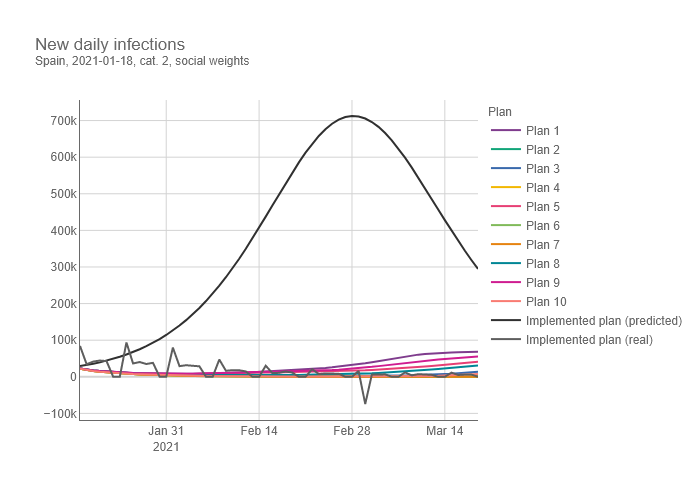 New daily infections
Spain, 2021-01-18, cat. 2, social weights
Plan
700k
600k
500k
400k
300k
200k
100k
0
−100k
Jan 31
2021
Feb 14
Feb 28
Mar 14
Plan 1
Plan 2
Plan 3
Plan 4
Plan 5
Plan 6
Plan 7
Plan 8
Plan 9
Plan 10
Implemented plan (predicted)
Implemented plan (real)